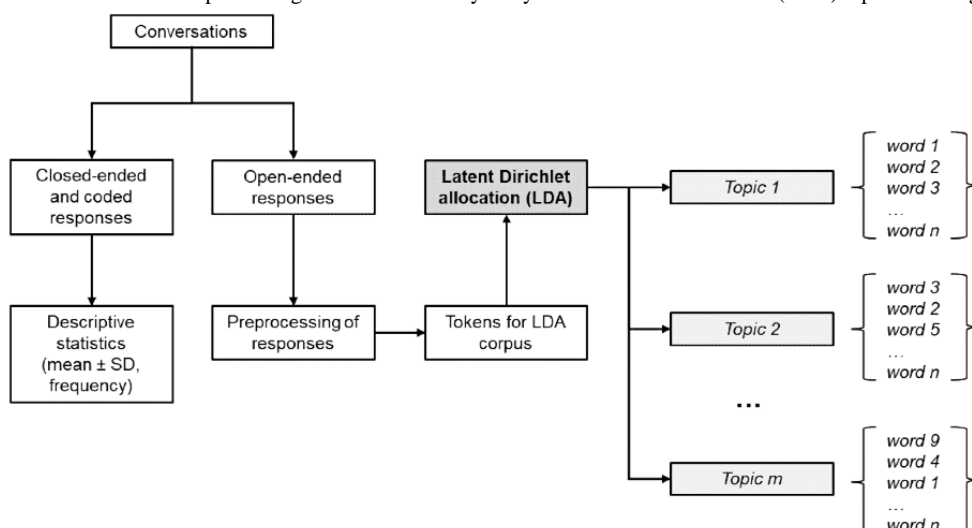 Conversations
Closed-ended
and coded
responses
Open-ended
responses
Latent Dirichlet
allocation (LDA)
Topic 1
word 1
word 2
word 3
...
word n
Descriptive
statistics
(mean ± SD,
frequency)
Preprocessing of
responses
Tokens for LDA
corpus
Topic 2
word 3
word 2
word 5
...
word n
...
Topic m
word 9
word 4
word 1
...
word n